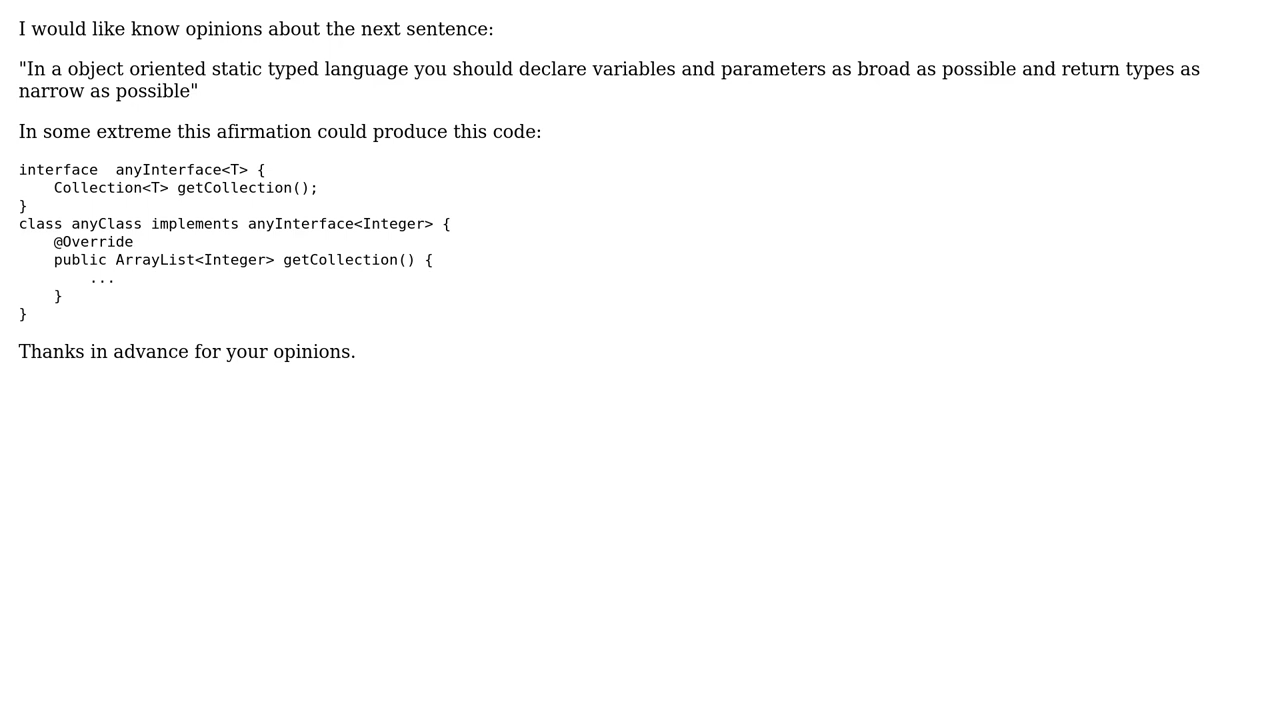 I would like know opinions about the next sentence:
"In a object oriented static typed language you should declare variables and parameters as broad as possible and return types as
narrow as possible"
In some extreme this afirmation could produce this code:
interface  anyInterface<T> {
    Collection<T> getCollection();
}
class anyClass implements anyInterface<Integer> {
    @Override
    public ArrayList<Integer> getCollection() {
        ...
    }
}
Thanks in advance for your opinions.